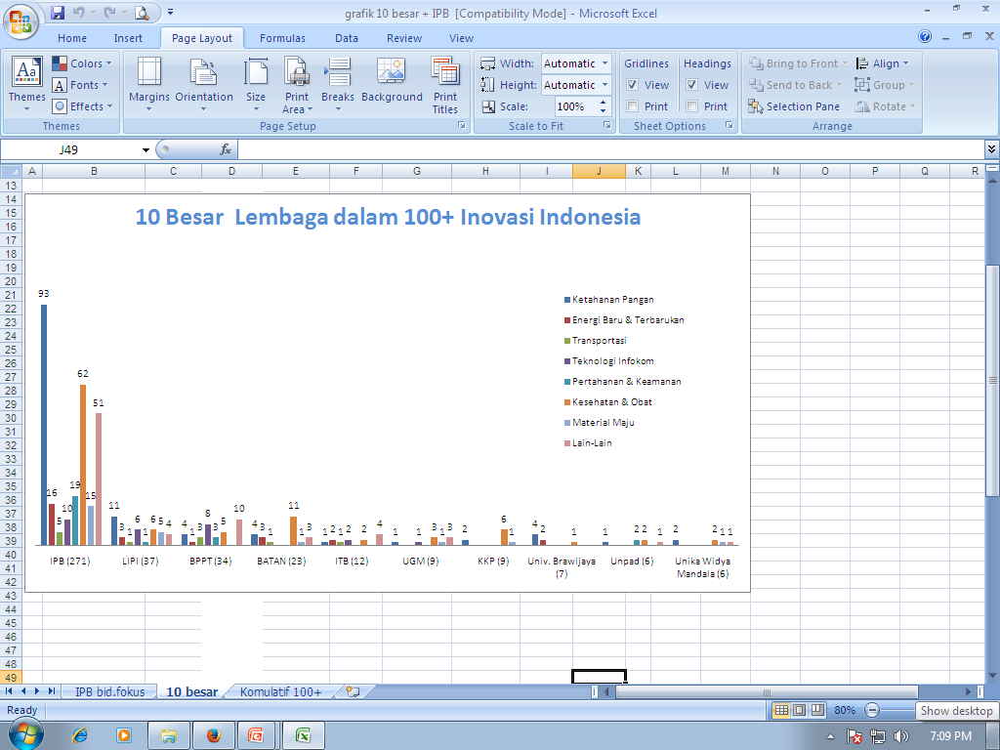 grafik 10 besar + IPB [Compatibility Mode] - Microsoft Excel
Home Insert Page Layout Formulas Data Review View
Themes Colors Fonts Effects
Margins Orientation Size Print Area Breaks Background Print Titles
Width: Automatic
Height: Automatic
Scale: 100%
Gridlines Headings
View View
Print Print
Bring to Front Align
Send to Back Group
Selection Pane Rotate
Themes Page Setup Scale to Fit Sheet Options Arrange
J49 fx
A B C D E F G H I J K L M N O P Q R
13
14
15
16
17
18
19
20
21
22
23
24
25
26
27
28
29
30
31
32
33
34
35
36
37
38
39
40
41
42
43
44
45
46
47
48
49
10 Besar Lembaga dalam 100+ Inovasi Indonesia
Ketahanan Pangan
Energi Baru & Terbarukan
Transportasi
Teknologi Infokom
Pertahanan & Keamanan
Kesehatan & Obat
Material Maju
Lain-Lain
93 16 5 10 19 62 15 51
11 3 1 6 1 6 5 4
4 1 3 8 3 5 10
4 3 1 11 1 3
1 2 1 2 2 4
1 1 3 1 3
2 6 1
4 2 1
1 2 2 1
2 2 1 1
IPB (271) LIPI (37) BPPT (34) BATAN (23) ITB (12) UGM (9) KKP (9) Univ. Brawijaya (7) Unpad (6) Unika Widya Mandala (6)
IPB bid.fokus 10 besar Komulatif 100+
Ready 80%
Show desktop
7:09 PM